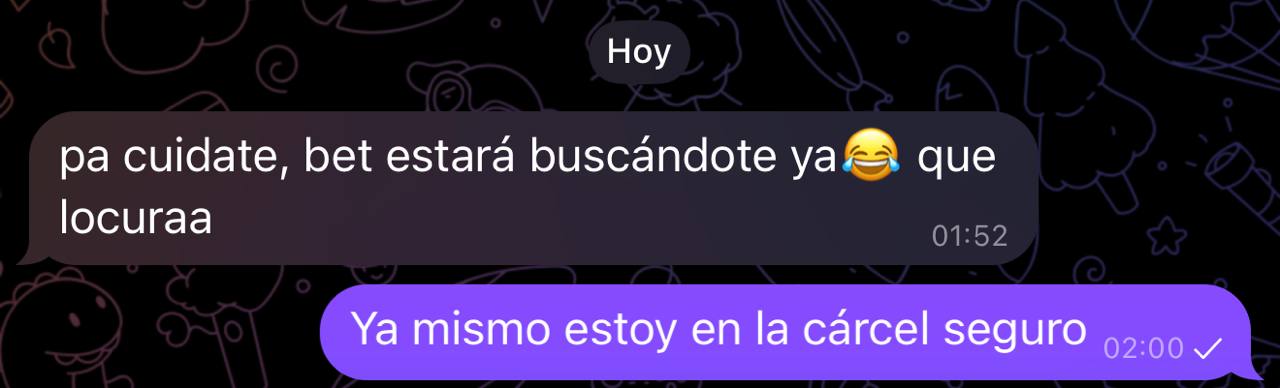 Hoy
pa cuidate, bet estará buscándote ya😂 que
locuraa
01:52
Ya mismo estoy en la cárcel seguro 02:00